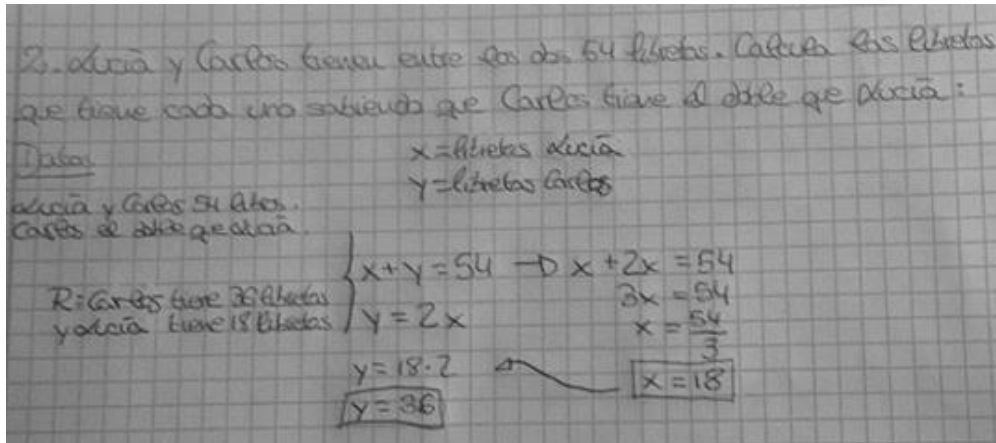 2. Lucía y Carlos tienen entre los dos 54 libretas. Calcula las libretas
que tiene cada uno sabiendo que Carlos tiene el doble que Lucía:
Datos
x = libretas Lucía
y = libretas Carlos
Lucía y Carlos 54 libtas.
Carlos el doble que Lucía.
x + y = 54 → x + 2x = 54
3x = 54
R: Carlos tiene 36 libretas
y Lucía tiene 18 libretas
y = 2x
x = 54/3
y = 18 · 2
x = 18
y = 36